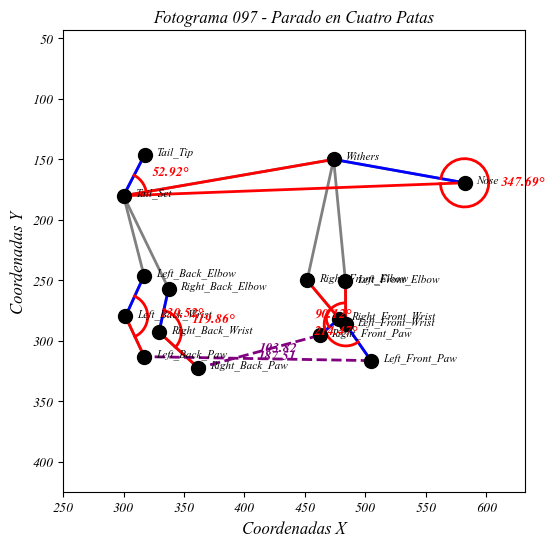 Fotograma 097 - Parado en Cuatro Patas
50
100
150
200
250
300
350
400
Coordenadas Y
Tail_Tip
52.92°
Withers
Tail_Set
Nose
347.69°
Left_Back_Elbow
Right_Back_Elbow
Right_Front_Elbow
Left_Front_Elbow
119.86°
Right_Front_Wrist
Left_Front_Wrist
Right_Back_Wrist
Right_Front_Paw
103.82
187.51
Left_Back_Paw
Left_Front_Paw
Right_Back_Paw
250
300
350
400
450
500
550
600
Coordenadas X